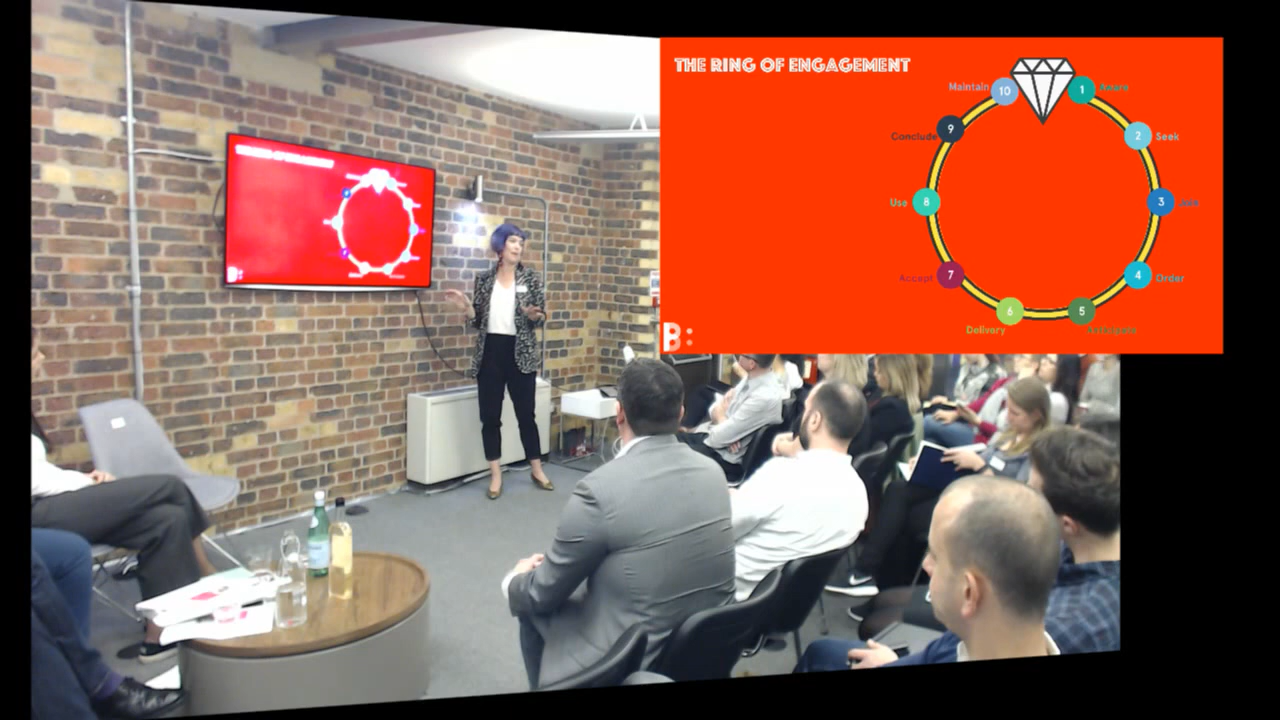 THE RING OF ENGAGEMENT
Maintain 10
1 Aware
9
Conclude
2 Seek
Use 8
3
7
Accept
4 Order
6
Delivery
5
Anticipate
B: